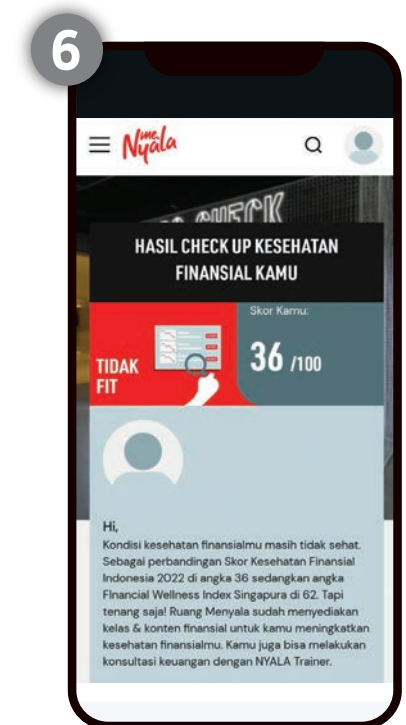 6
me
Nyala
CHECK
HASIL CHECK UP KESEHATAN
FINANSIAL KAMU
Skor Kamu:
36 /100
TIDAK
FIT
Hi,
Kondisi kesehatan finansialmu masih tidak sehat.
Sebagai perbandingan Skor Kesehatan Finansial
Indonesia 2022 di angka 36 sedangkan angka
FInancial Wellness Index Singapura di 62. Tapi
tenang saja! Ruang Menyala sudah menyediakan
kelas & konten finansial untuk kamu meningkatkan
kesehatan finansialmu. Kamu juga bisa melakukan
konsultasi keuangan dengan NYALA Trainer.